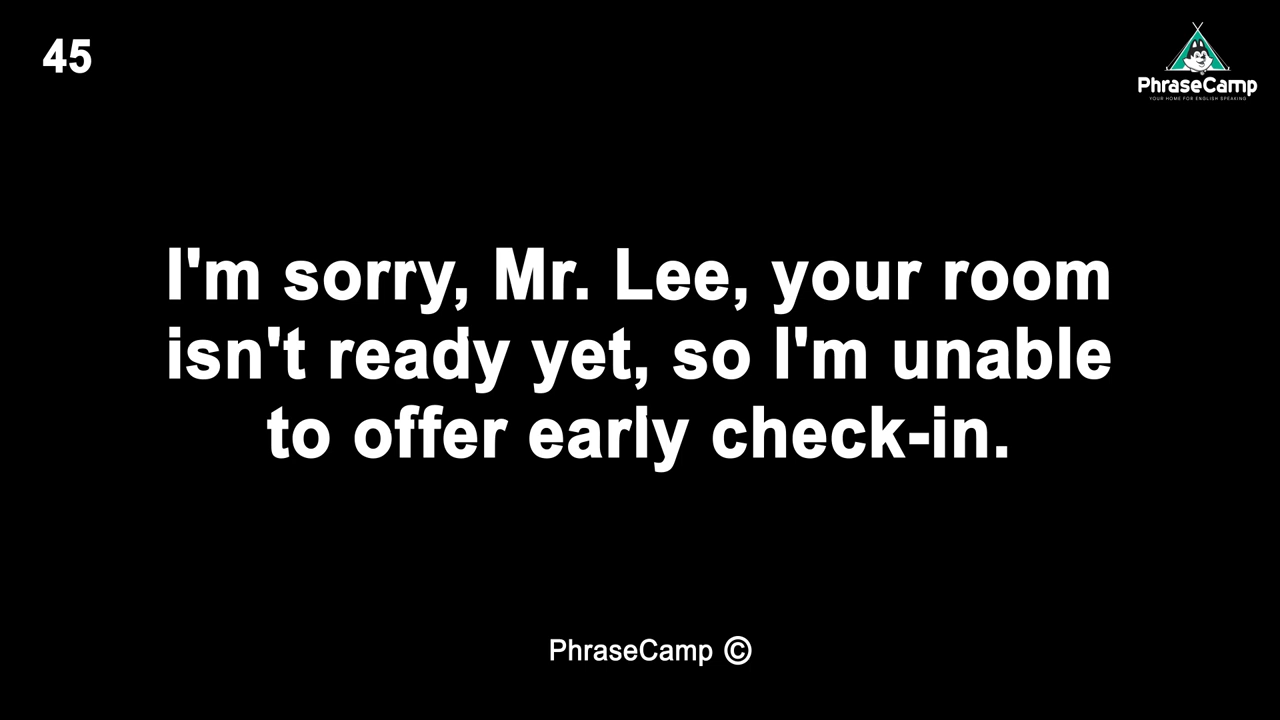 45
PhraseCamp
YOUR HOME FOR ENGLISH SPEAKING
I'm sorry, Mr. Lee, your room
isn't ready yet, so I'm unable
to offer early check-in.
PhraseCamp ©